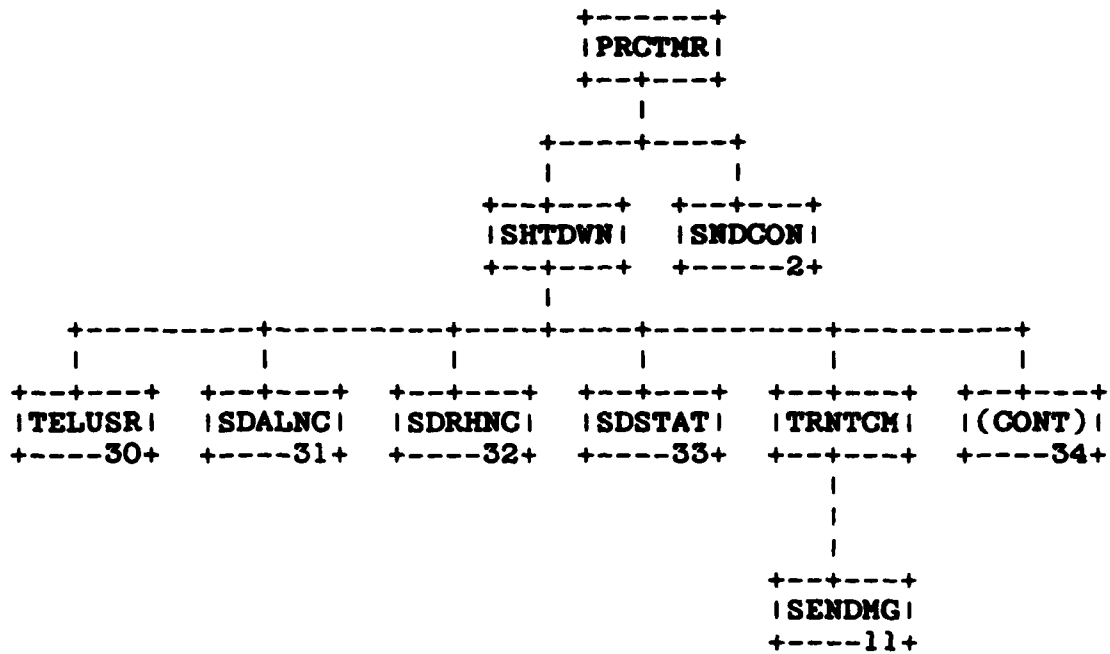 PRCTMR
SHTDWN SNDCON
2
TELUSR SDALNC SDRHNC SDSTAT TRNTCM (CONT)
30 31 32 33 34
SENDMG
11